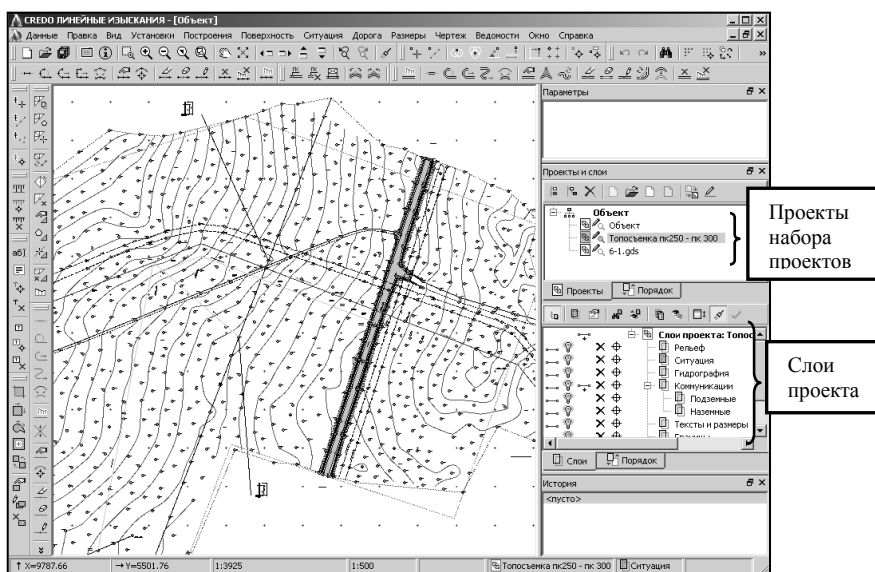 CREDO ЛИНЕЙНЫЕ ИЗЫСКАНИЯ - [Объект]
Данные Правка Вид Установки Построения Поверхность Ситуация Дорога Размеры Чертеж Ведомости Окно Справка
Параметры
Проекты и слои
Объект
Объект
Топосъемка пк250 - пк 300
6-1.gds
Проекты Порядок
Проекты
набора
проектов
Слои проекта: Топос
Рельеф
Ситуация
Гидрография
Коммуникации
Подземные
Наземные
Тексты и размеры
Границы
Слои Порядок
Слои
проекта
История
<пусто>
X=9787.66 Y=5501.76 1:3925 1:500 Топосъемка пк250 - пк 300 Ситуация